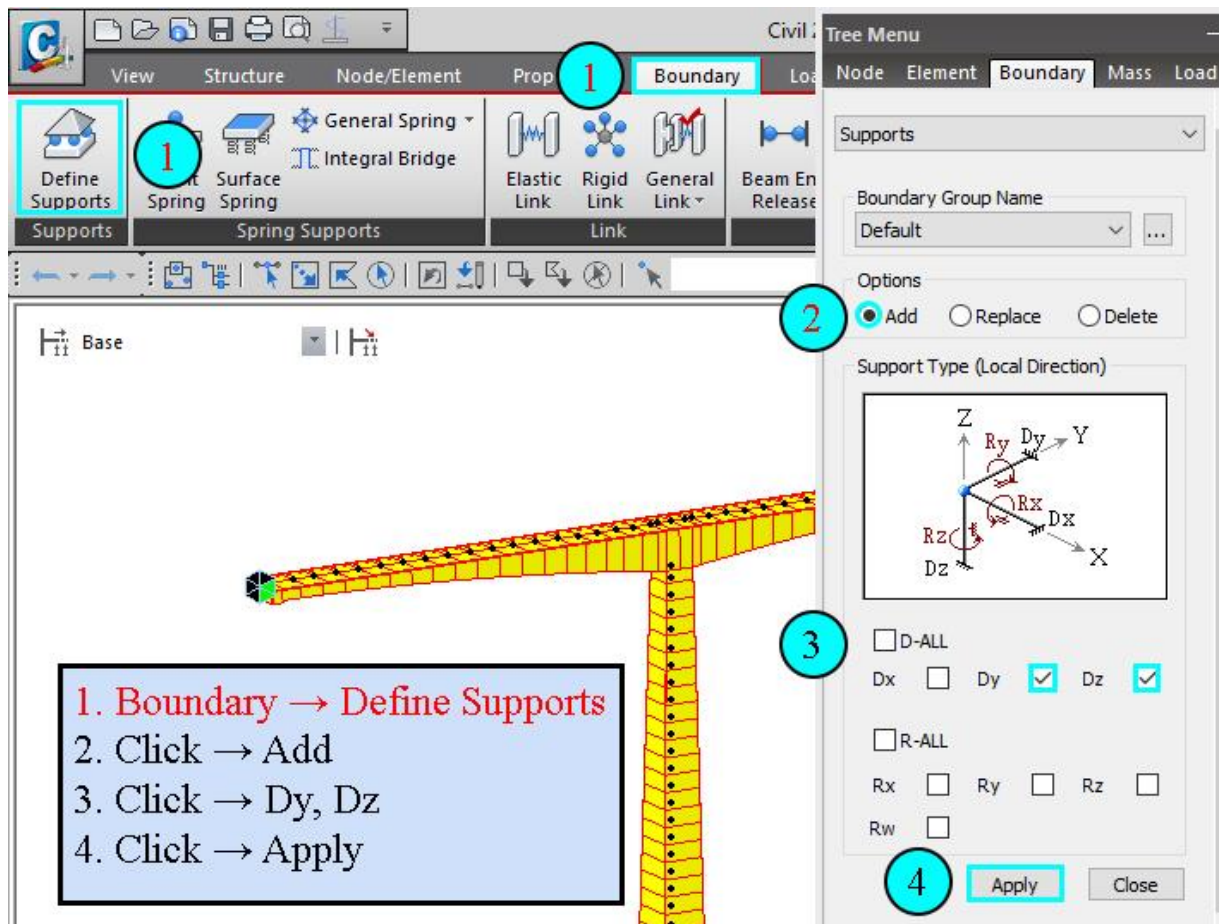 Civil 2
View Structure Node/Element Prop 1 Boundary Loa
Define Supports
1
Spring
Surface Spring
General Spring
Integral Bridge
Elastic Link
Rigid Link
General Link
Beam En
Release
Supports Spring Supports Link
Base
1. Boundary → Define Supports
2. Click → Add
3. Click → Dy, Dz
4. Click → Apply
Tree Menu
Node Element Boundary Mass Load
Supports
Boundary Group Name
Default ...
Options
2 Add Replace Delete
Support Type (Local Direction)
Z
Ry Dy Y
Rx
Dx
Rz
X
Dz
3 D-ALL
Dx Dy Dz
R-ALL
Rx Ry Rz
Rw
4 Apply Close